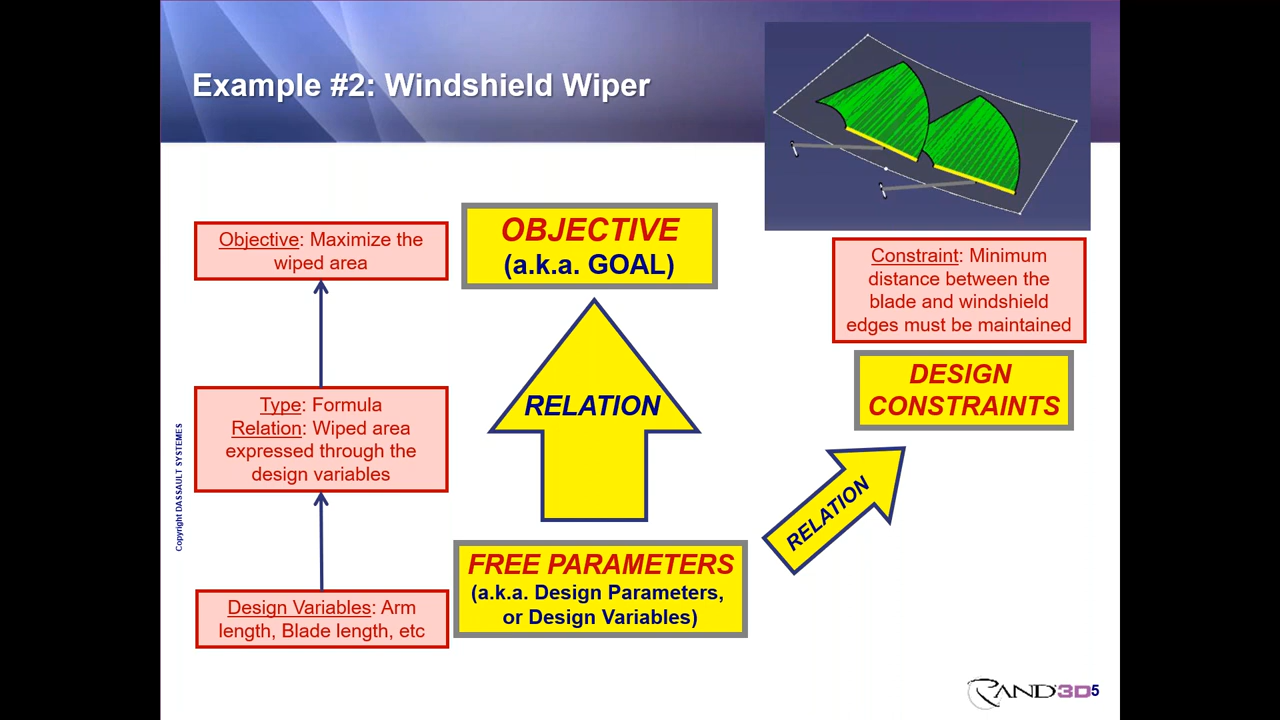 Example #2: Windshield Wiper
Objective: Maximize the
wiped area
OBJECTIVE
(a.k.a. GOAL)
Constraint: Minimum
distance between the
blade and windshield
edges must be maintained
DESIGN
CONSTRAINTS
Type: Formula
Relation: Wiped area
expressed through the
design variables
RELATION
RELATION
Copyright DASSAULT SYSTEMES
FREE PARAMETERS
(a.k.a. Design Parameters,
or Design Variables)
Design Variables: Arm
length, Blade length, etc
RAND 3D 5